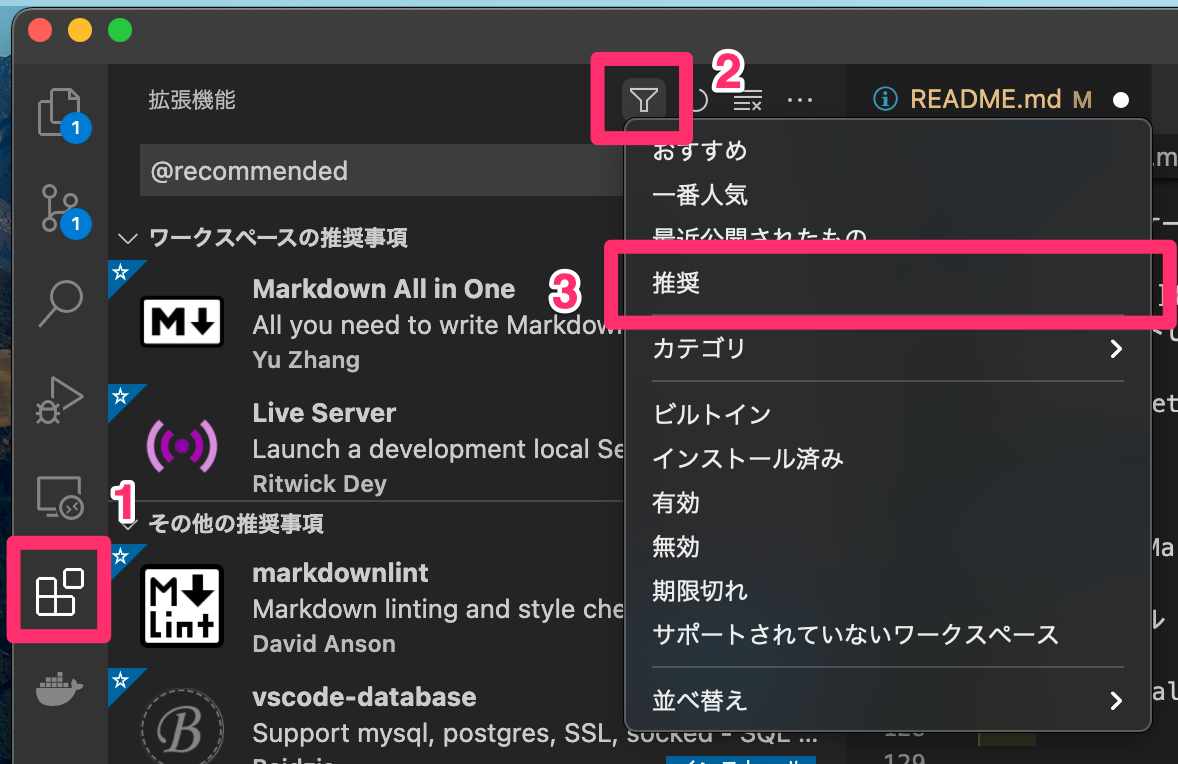 拡張機能
2
README.md M
@recommended
おすすめ
一番人気
最近公開されたもの
推奨
カテゴリ
ビルトイン
インストール済み
有効
無効
期限切れ
サポートされていないワークスペース
並べ替え
3
1
1
1
ワークスペースの推奨事項
Markdown All in One
All you need to write Markdown
Yu Zhang
Live Server
Launch a development local Se
Ritwick Dey
その他の推奨事項
markdownlint
Markdown linting and style che
David Anson
M
Lint
vscode-database
Support mysql, postgres, SSL, socked - SQL ...
B
129